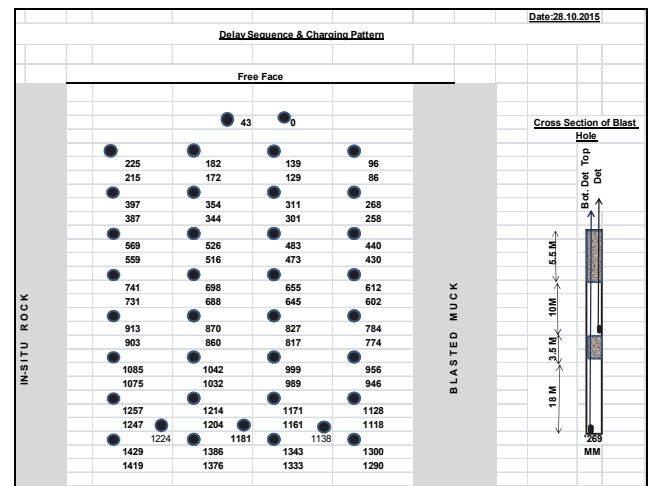 Date:28.10.2015
Delay Sequence & Charging Pattern
Free Face
43 0
Cross Section of Blast
Hole
225 182 139 96
215 172 129 86
397 354 311 268
387 344 301 258
569 526 483 440
559 516 473 430
741 698 655 612
731 688 645 602
913 870 827 784
903 860 817 774
1085 1042 999 956
1075 1032 989 946
1257 1214 1171 1128
1247 1204 1161 1118
1224 1181 1138
1429 1386 1343 1300
1419 1376 1333 1290
IN-SITU ROCK
BLASTED MUCK
Bot. Det Top
Det
5.5 M
10M
3.5 M
18 M
269
MM